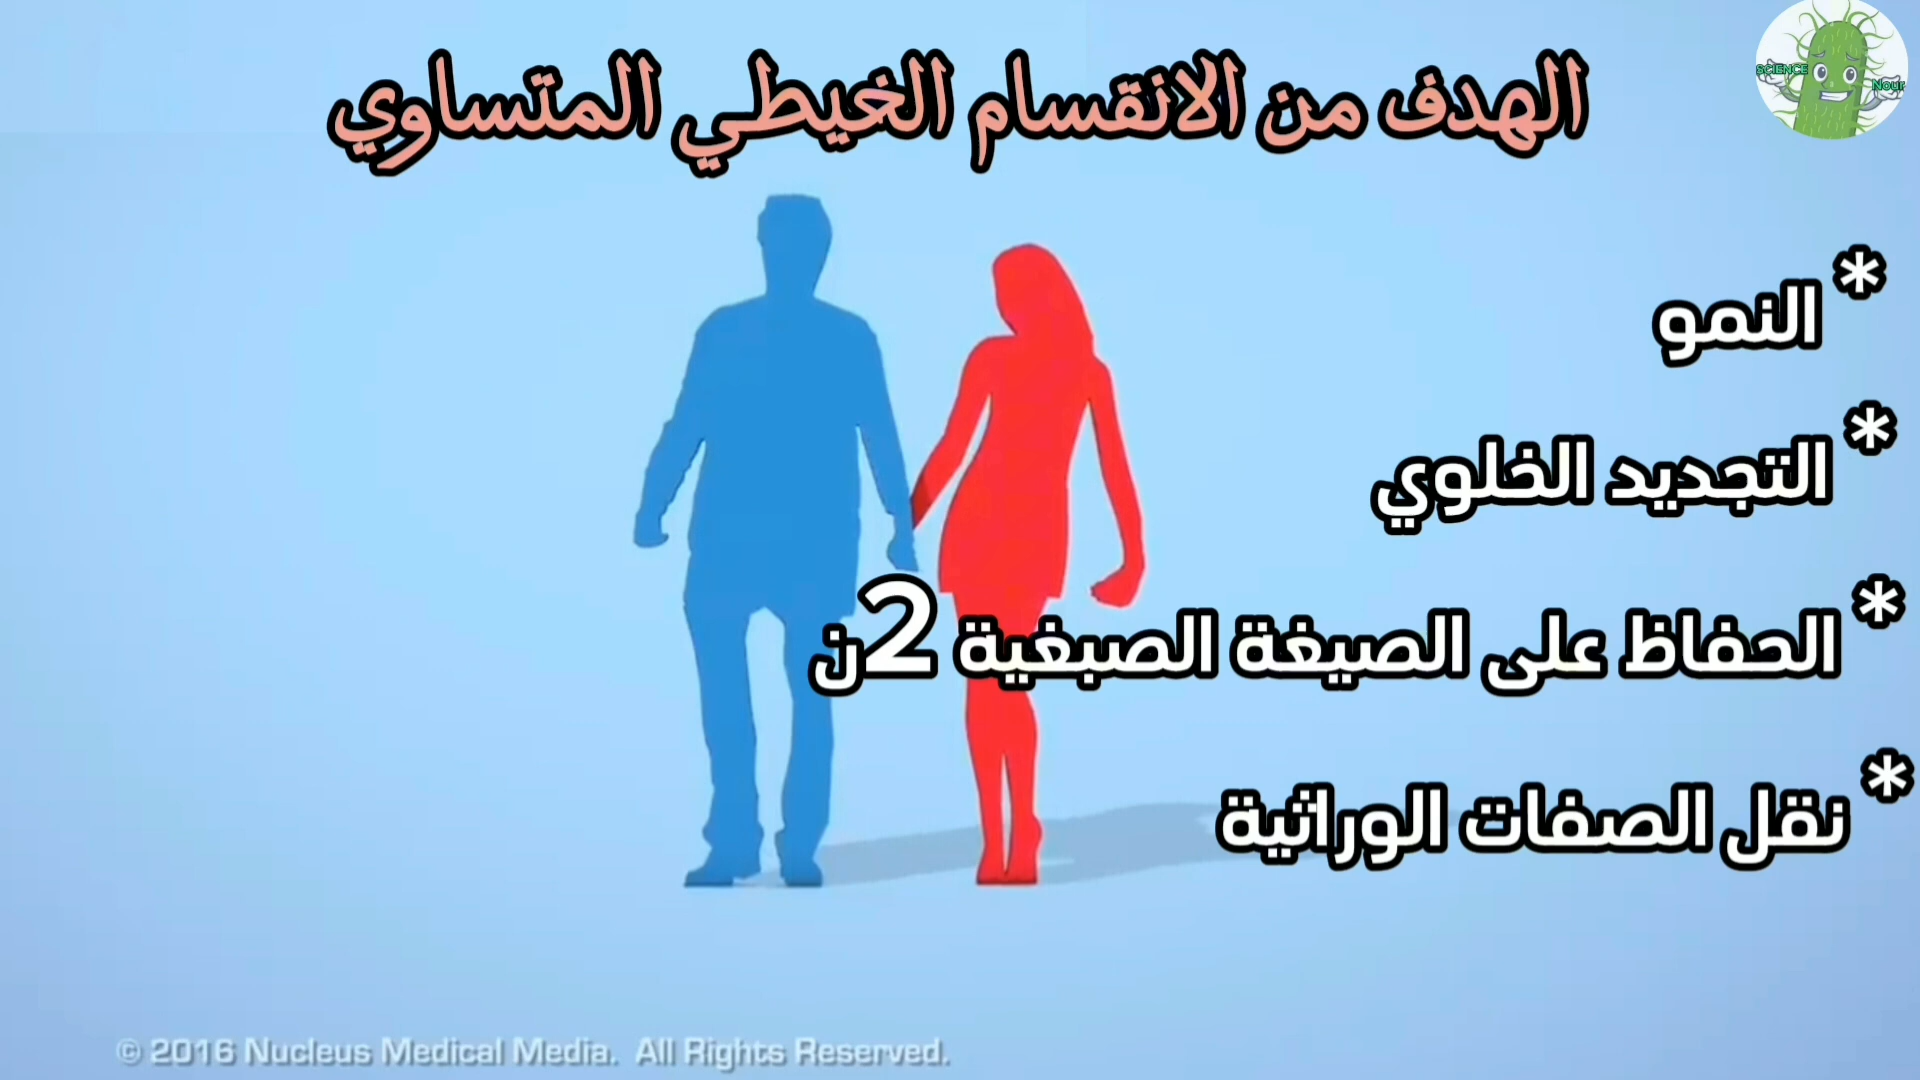 الهدف من الانقسام الخيطي المتساوي
SCIENCE
Nour
* النمو
* التجديد الخلوي
* الحفاظ على الصيغة الصبغية 2ن
* نقل الصفات الوراثية
© 2016 Nucleus Medical Media. All Rights Reserved.